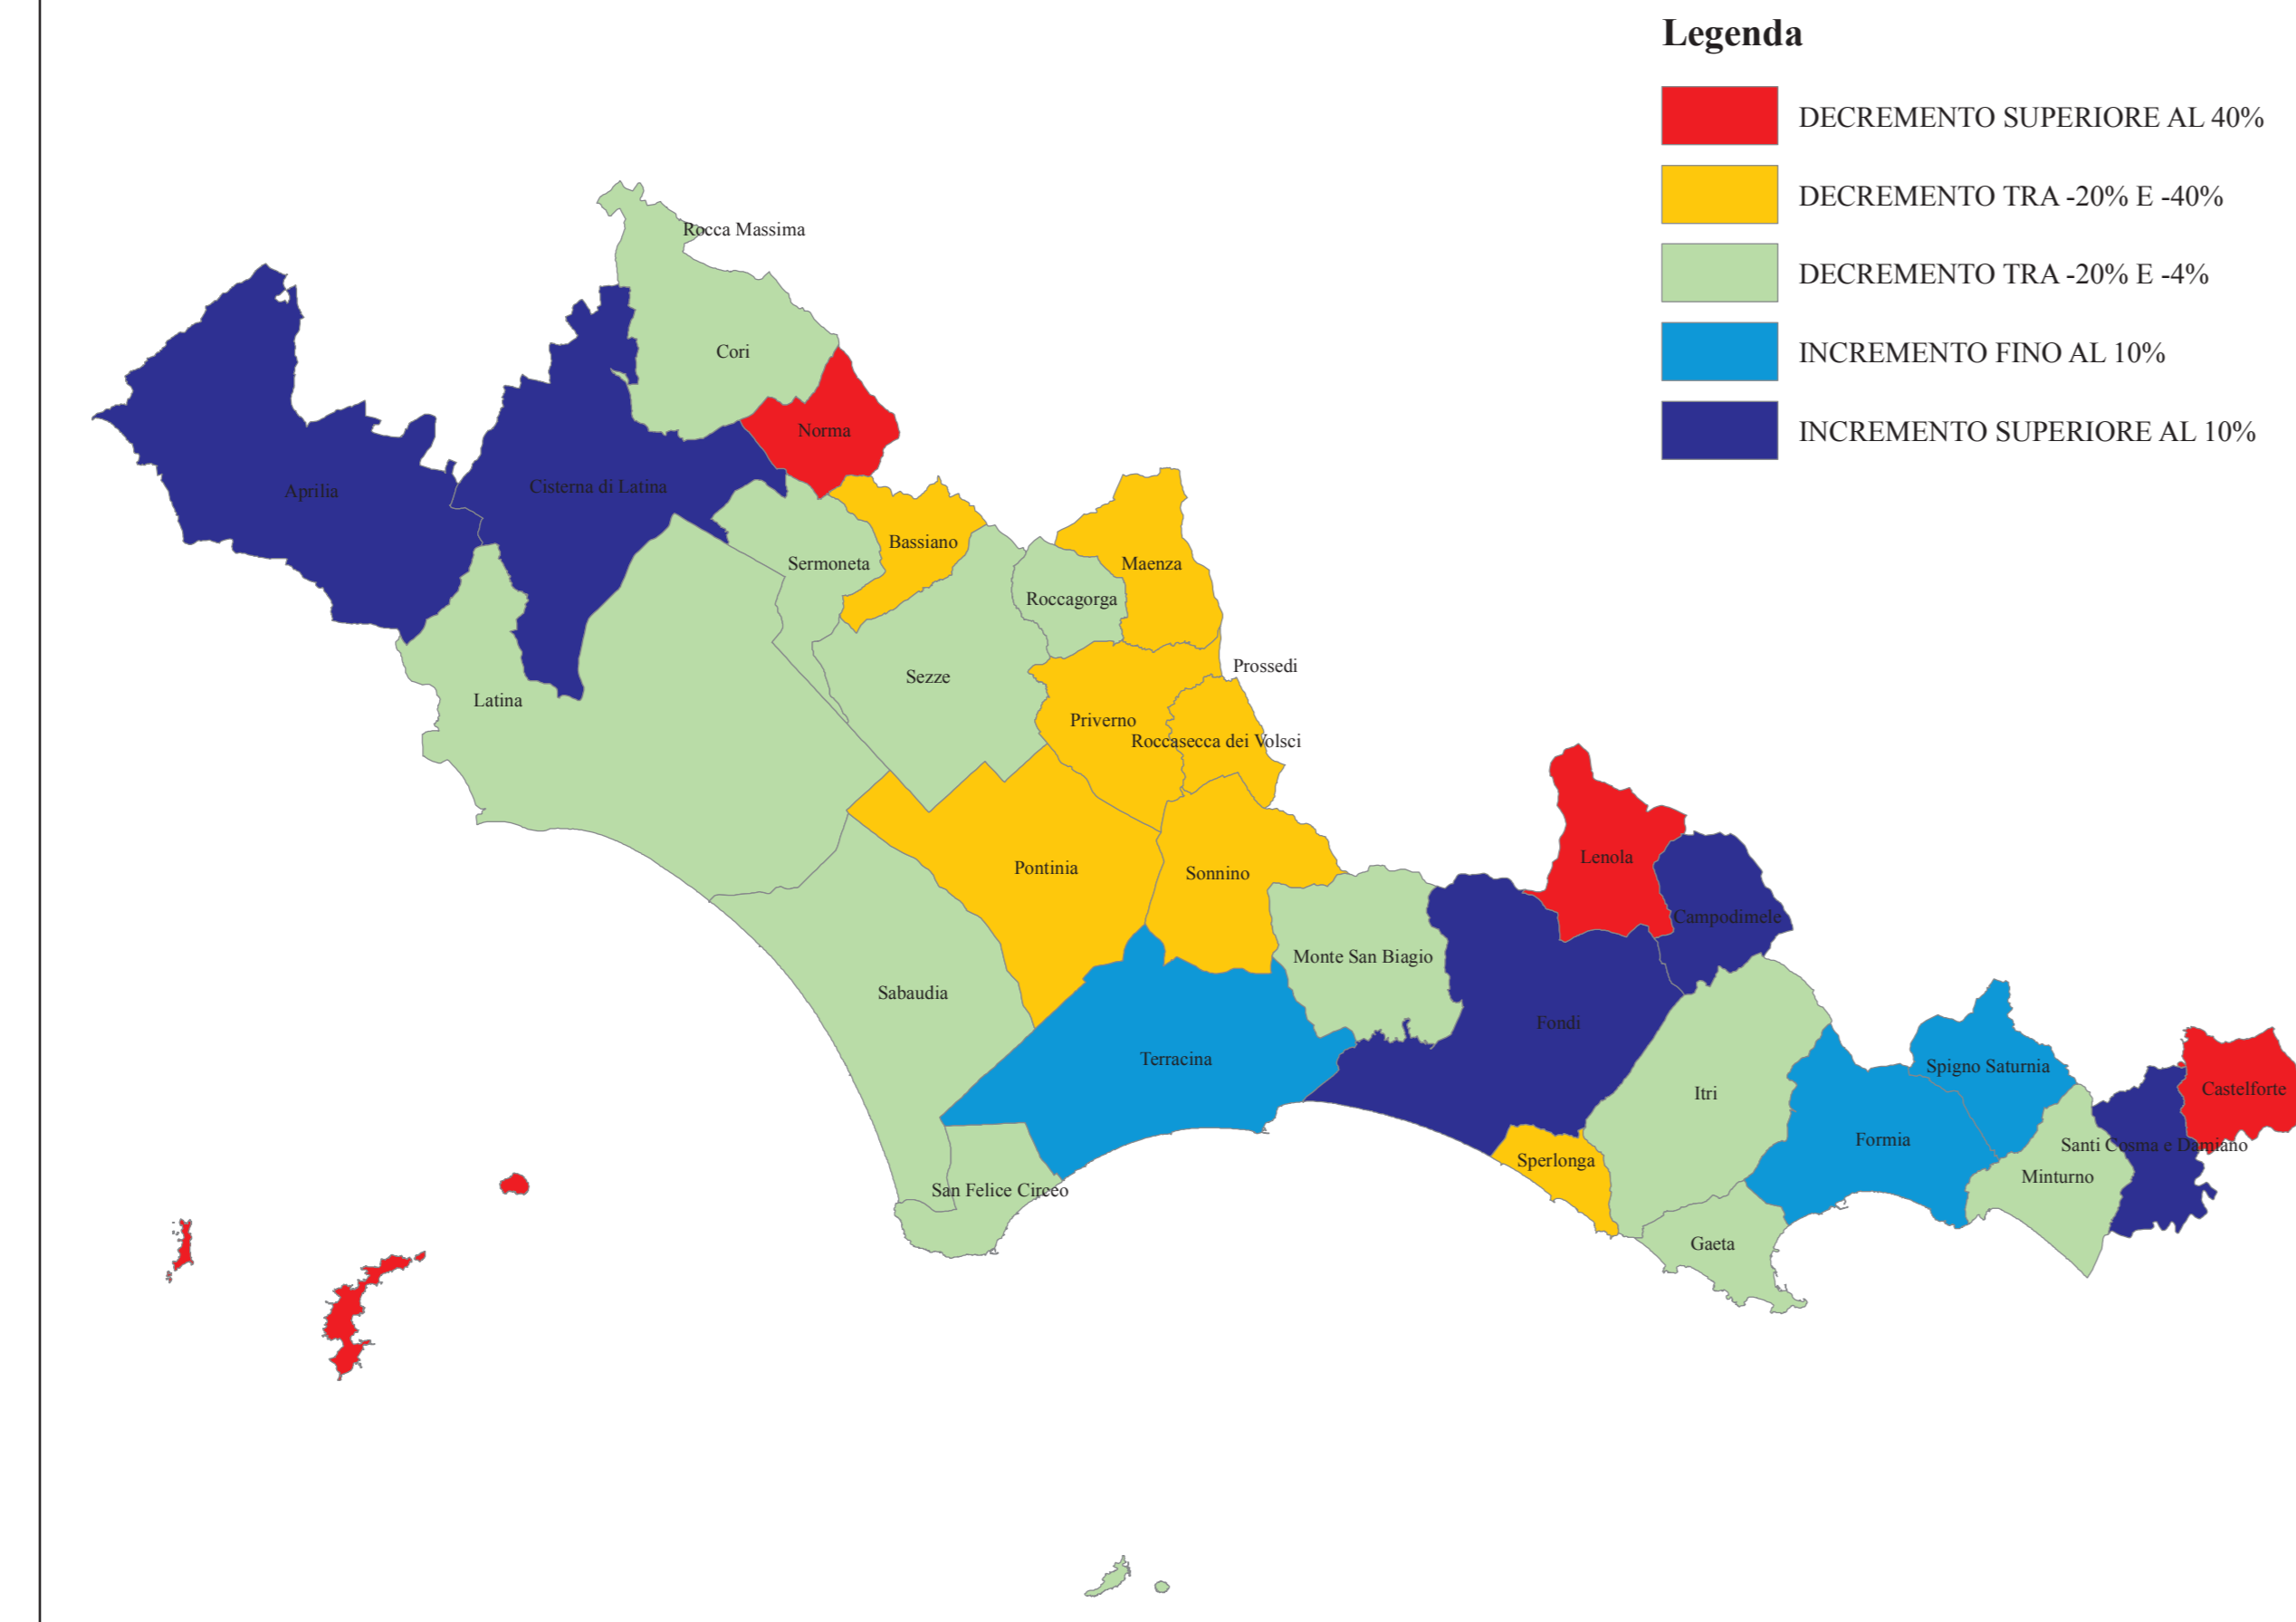 Legenda
DECREMENTO SUPERIORE AL 40%
DECREMENTO TRA -20% E -40%
DECREMENTO TRA -20% E -4%
INCREMENTO FINO AL 10%
INCREMENTO SUPERIORE AL 10%
Rocca Massima
Cori
Norma
Aprilia
Cisterna di Latina
Bassiano
Sermoneta
Maenza
Roccagorga
Prossedi
Sezze
Latina
Priverno
Roccasecca dei Volsci
Lenola
Pontinia
Sonnino
Campodimele
Monte San Biagio
Sabaudia
Fondi
Terracina
Spigno Saturnia
Castelforte
Itri
Formia
Santi Cosma e Damiano
Sperlonga
Minturno
San Felice Circeo
Gaeta